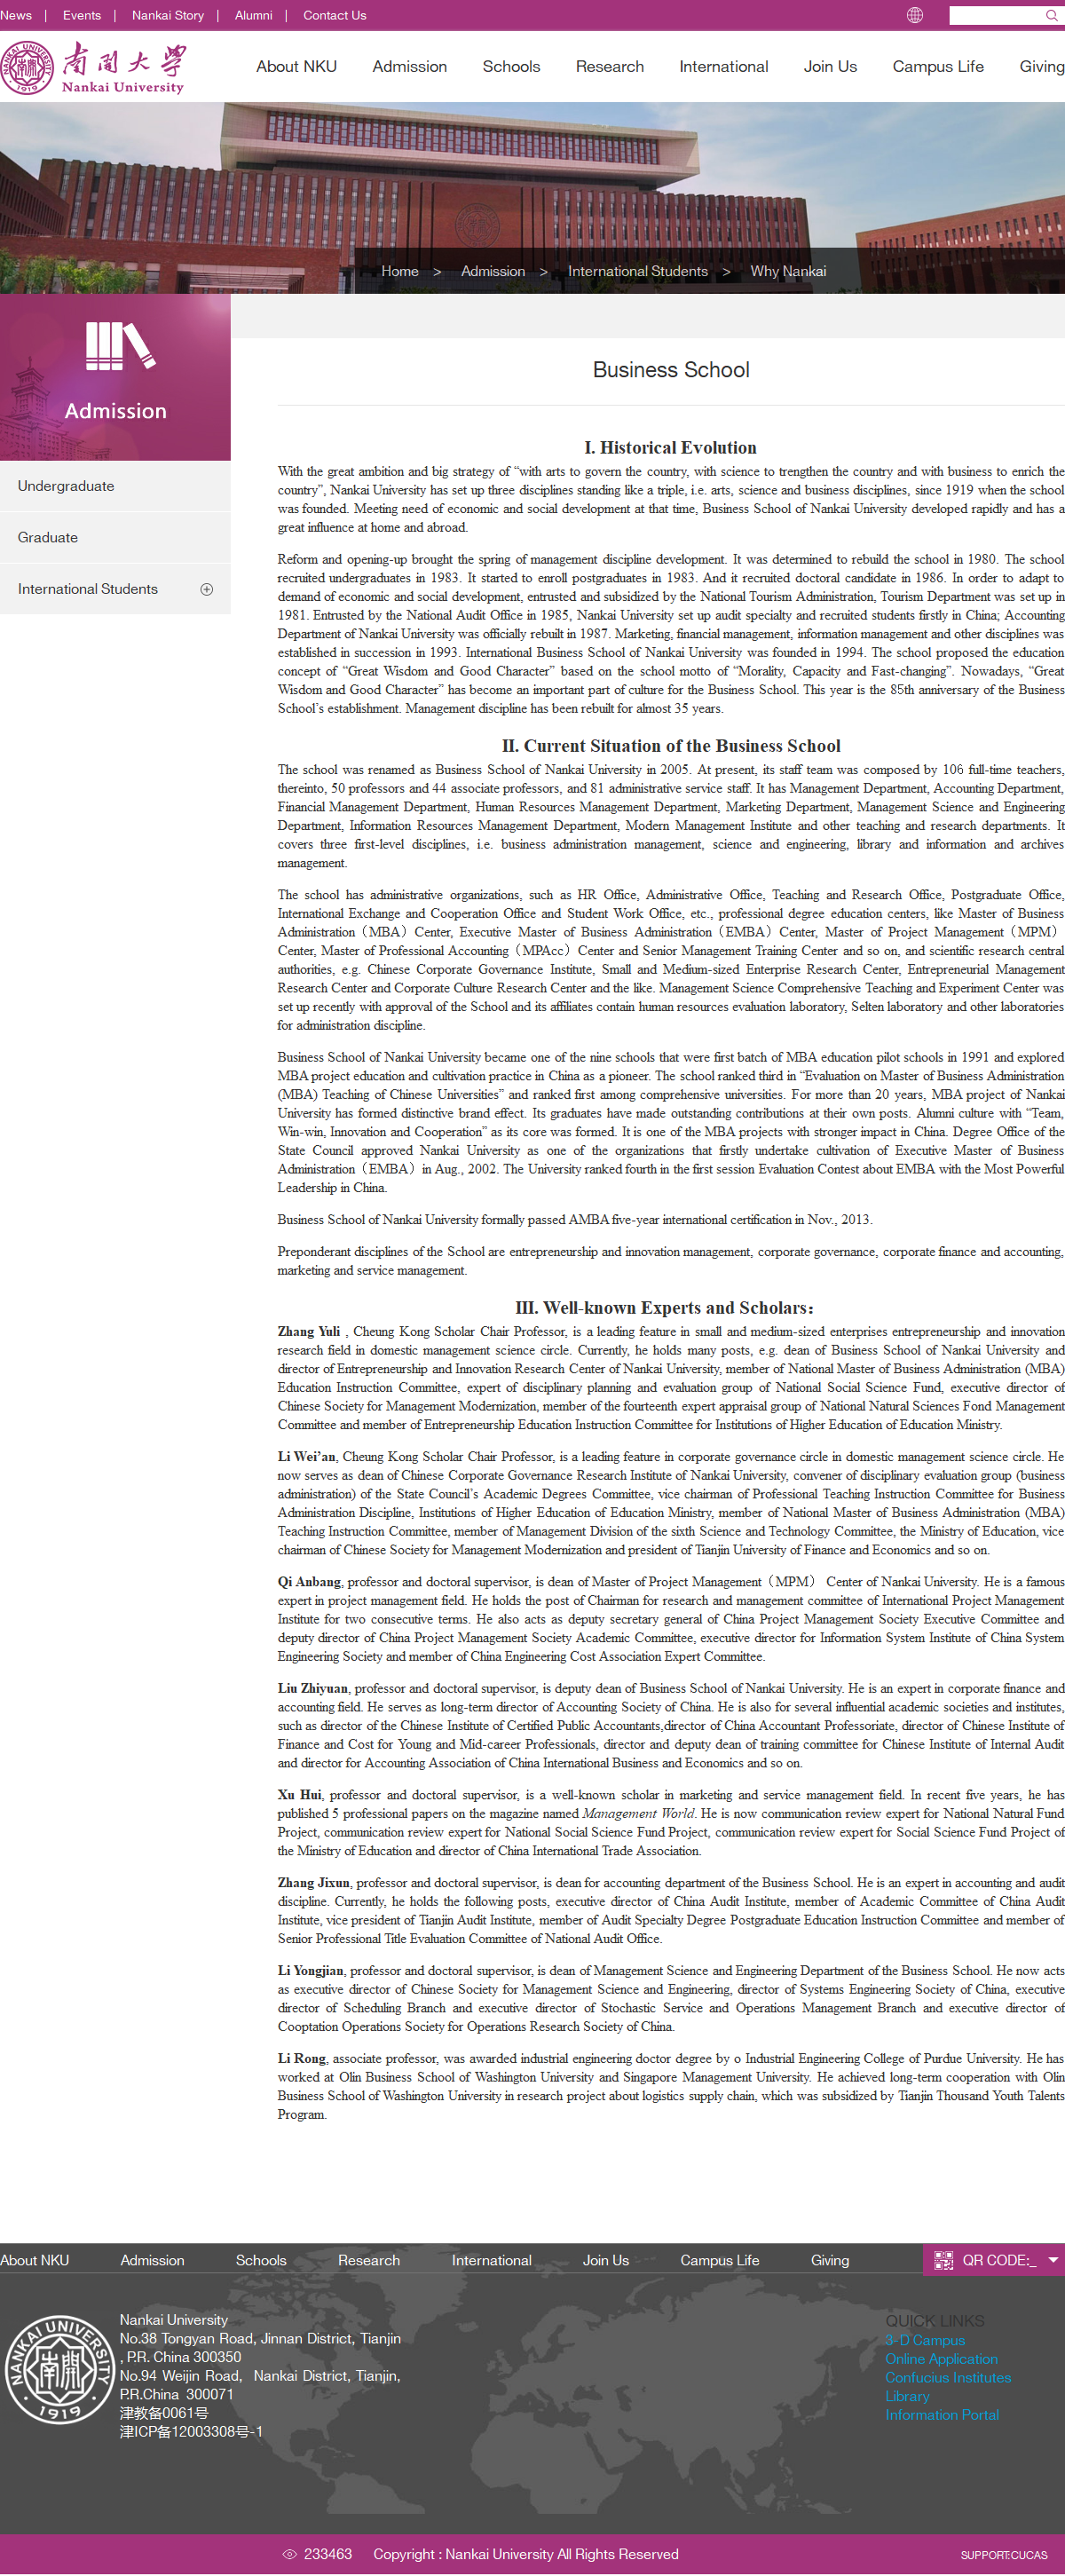 News | Events | Nankai Story | Alumni | Contact Us
南開大學
Nankai University
NANKAI UNIVERSITY
1919
About NKU Admission Schools Research International Join Us Campus Life Giving
Home > Admission > International Students > Why Nankai
Admission
Undergraduate
Graduate
International Students
Business School
I. Historical Evolution
With the great ambition and big strategy of “with arts to govern the country, with science to trengthen the country and with business to enrich the
country”, Nankai University has set up three disciplines standing like a triple, i.e. arts, science and business disciplines, since 1919 when the school
was founded. Meeting need of economic and social development at that time, Business School of Nankai University developed rapidly and has a
great influence at home and abroad.
Reform and opening-up brought the spring of management discipline development. It was determined to rebuild the school in 1980. The school
recruited undergraduates in 1983. It started to enroll postgraduates in 1983. And it recruited doctoral candidate in 1986. In order to adapt to
demand of economic and social development, entrusted and subsidized by the National Tourism Administration, Tourism Department was set up in
1981. Entrusted by the National Audit Office in 1985, Nankai University set up audit specialty and recruited students firstly in China; Accounting
Department of Nankai University was officially rebuilt in 1987. Marketing, financial management, information management and other disciplines was
established in succession in 1993. International Business School of Nankai University was founded in 1994. The school proposed the education
concept of “Great Wisdom and Good Character” based on the school motto of “Morality, Capacity and Fast-changing”. Nowadays, “Great
Wisdom and Good Character” has become an important part of culture for the Business School. This year is the 85th anniversary of the Business
School’s establishment. Management discipline has been rebuilt for almost 35 years.
II. Current Situation of the Business School
The school was renamed as Business School of Nankai University in 2005. At present, its staff team was composed by 106 full-time teachers,
thereinto, 50 professors and 44 associate professors, and 81 administrative service staff. It has Management Department, Accounting Department,
Financial Management Department, Human Resources Management Department, Marketing Department, Management Science and Engineering
Department, Information Resources Management Department, Modern Management Institute and other teaching and research departments. It
covers three first-level disciplines, i.e. business administration management, science and engineering, library and information and archives
management.
The school has administrative organizations, such as HR Office, Administrative Office, Teaching and Research Office, Postgraduate Office,
International Exchange and Cooperation Office and Student Work Office, etc., professional degree education centers, like Master of Business
Administration（MBA）Center, Executive Master of Business Administration（EMBA）Center, Master of Project Management（MPM）
Center, Master of Professional Accounting（MPAcc）Center and Senior Management Training Center and so on, and scientific research central
authorities, e.g. Chinese Corporate Governance Institute, Small and Medium-sized Enterprise Research Center, Entrepreneurial Management
Research Center and Corporate Culture Research Center and the like. Management Science Comprehensive Teaching and Experiment Center was
set up recently with approval of the School and its affiliates contain human resources evaluation laboratory, Selten laboratory and other laboratories
for administration discipline.
Business School of Nankai University became one of the nine schools that were first batch of MBA education pilot schools in 1991 and explored
MBA project education and cultivation practice in China as a pioneer. The school ranked third in “Evaluation on Master of Business Administration
(MBA) Teaching of Chinese Universities” and ranked first among comprehensive universities. For more than 20 years, MBA project of Nankai
University has formed distinctive brand effect. Its graduates have made outstanding contributions at their own posts. Alumni culture with “Team,
Win-win, Innovation and Cooperation” as its core was formed. It is one of the MBA projects with stronger impact in China. Degree Office of the
State Council approved Nankai University as one of the organizations that firstly undertake cultivation of Executive Master of Business
Administration（EMBA）in Aug., 2002. The University ranked fourth in the first session Evaluation Contest about EMBA with the Most Powerful
Leadership in China.
Business School of Nankai University formally passed AMBA five-year international certification in Nov., 2013.
Preponderant disciplines of the School are entrepreneurship and innovation management, corporate governance, corporate finance and accounting,
marketing and service management.
III. Well-known Experts and Scholars：
Zhang Yuli , Cheung Kong Scholar Chair Professor, is a leading feature in small and medium-sized enterprises entrepreneurship and innovation
research field in domestic management science circle. Currently, he holds many posts, e.g. dean of Business School of Nankai University and
director of Entrepreneurship and Innovation Research Center of Nankai University, member of National Master of Business Administration (MBA)
Education Instruction Committee, expert of disciplinary planning and evaluation group of National Social Science Fund, executive director of
Chinese Society for Management Modernization, member of the fourteenth expert appraisal group of National Natural Sciences Fond Management
Committee and member of Entrepreneurship Education Instruction Committee for Institutions of Higher Education of Education Ministry.
Li Wei’an, Cheung Kong Scholar Chair Professor, is a leading feature in corporate governance circle in domestic management science circle. He
now serves as dean of Chinese Corporate Governance Research Institute of Nankai University, convener of disciplinary evaluation group (business
administration) of the State Council’s Academic Degrees Committee, vice chairman of Professional Teaching Instruction Committee for Business
Administration Discipline, Institutions of Higher Education of Education Ministry, member of National Master of Business Administration (MBA)
Teaching Instruction Committee, member of Management Division of the sixth Science and Technology Committee, the Ministry of Education, vice
chairman of Chinese Society for Management Modernization and president of Tianjin University of Finance and Economics and so on.
Qi Anbang, professor and doctoral supervisor, is dean of Master of Project Management（MPM） Center of Nankai University. He is a famous
expert in project management field. He holds the post of Chairman for research and management committee of International Project Management
Institute for two consecutive terms. He also acts as deputy secretary general of China Project Management Society Executive Committee and
deputy director of China Project Management Society Academic Committee, executive director for Information System Institute of China System
Engineering Society and member of China Engineering Cost Association Expert Committee.
Liu Zhiyuan, professor and doctoral supervisor, is deputy dean of Business School of Nankai University. He is an expert in corporate finance and
accounting field. He serves as long-term director of Accounting Society of China. He is also for several influential academic societies and institutes,
such as director of the Chinese Institute of Certified Public Accountants,director of China Accountant Professoriate, director of Chinese Institute of
Finance and Cost for Young and Mid-career Professionals, director and deputy dean of training committee for Chinese Institute of Internal Audit
and director for Accounting Association of China International Business and Economics and so on.
Xu Hui, professor and doctoral supervisor, is a well-known scholar in marketing and service management field. In recent five years, he has
published 5 professional papers on the magazine named Management World. He is now communication review expert for National Natural Fund
Project, communication review expert for National Social Science Fund Project, communication review expert for Social Science Fund Project of
the Ministry of Education and director of China International Trade Association.
Zhang Jixun, professor and doctoral supervisor, is dean for accounting department of the Business School. He is an expert in accounting and audit
discipline. Currently, he holds the following posts, executive director of China Audit Institute, member of Academic Committee of China Audit
Institute, vice president of Tianjin Audit Institute, member of Audit Specialty Degree Postgraduate Education Instruction Committee and member of
Senior Professional Title Evaluation Committee of National Audit Office.
Li Yongjian, professor and doctoral supervisor, is dean of Management Science and Engineering Department of the Business School. He now acts
as executive director of Chinese Society for Management Science and Engineering, director of Systems Engineering Society of China, executive
director of Scheduling Branch and executive director of Stochastic Service and Operations Management Branch and executive director of
Cooptation Operations Society for Operations Research Society of China.
Li Rong, associate professor, was awarded industrial engineering doctor degree by o Industrial Engineering College of Purdue University. He has
worked at Olin Business School of Washington University and Singapore Management University. He achieved long-term cooperation with Olin
Business School of Washington University in research project about logistics supply chain, which was subsidized by Tianjin Thousand Youth Talents
Program.
About NKU Admission Schools Research International Join Us Campus Life Giving QR CODE:_
NANKAI UNIVERSITY
1919
Nankai University
No.38 Tongyan Road, Jinnan District, Tianjin
, P.R. China 300350
No.94 Weijin Road, Nankai District, Tianjin,
P.R.China 300071
津教备0061号
津ICP备12003308号-1
QUICK LINKS
3-D Campus
Online Application
Confucius Institutes
Library
Information Portal
233463 Copyright : Nankai University All Rights Reserved SUPPORT:CUCAS